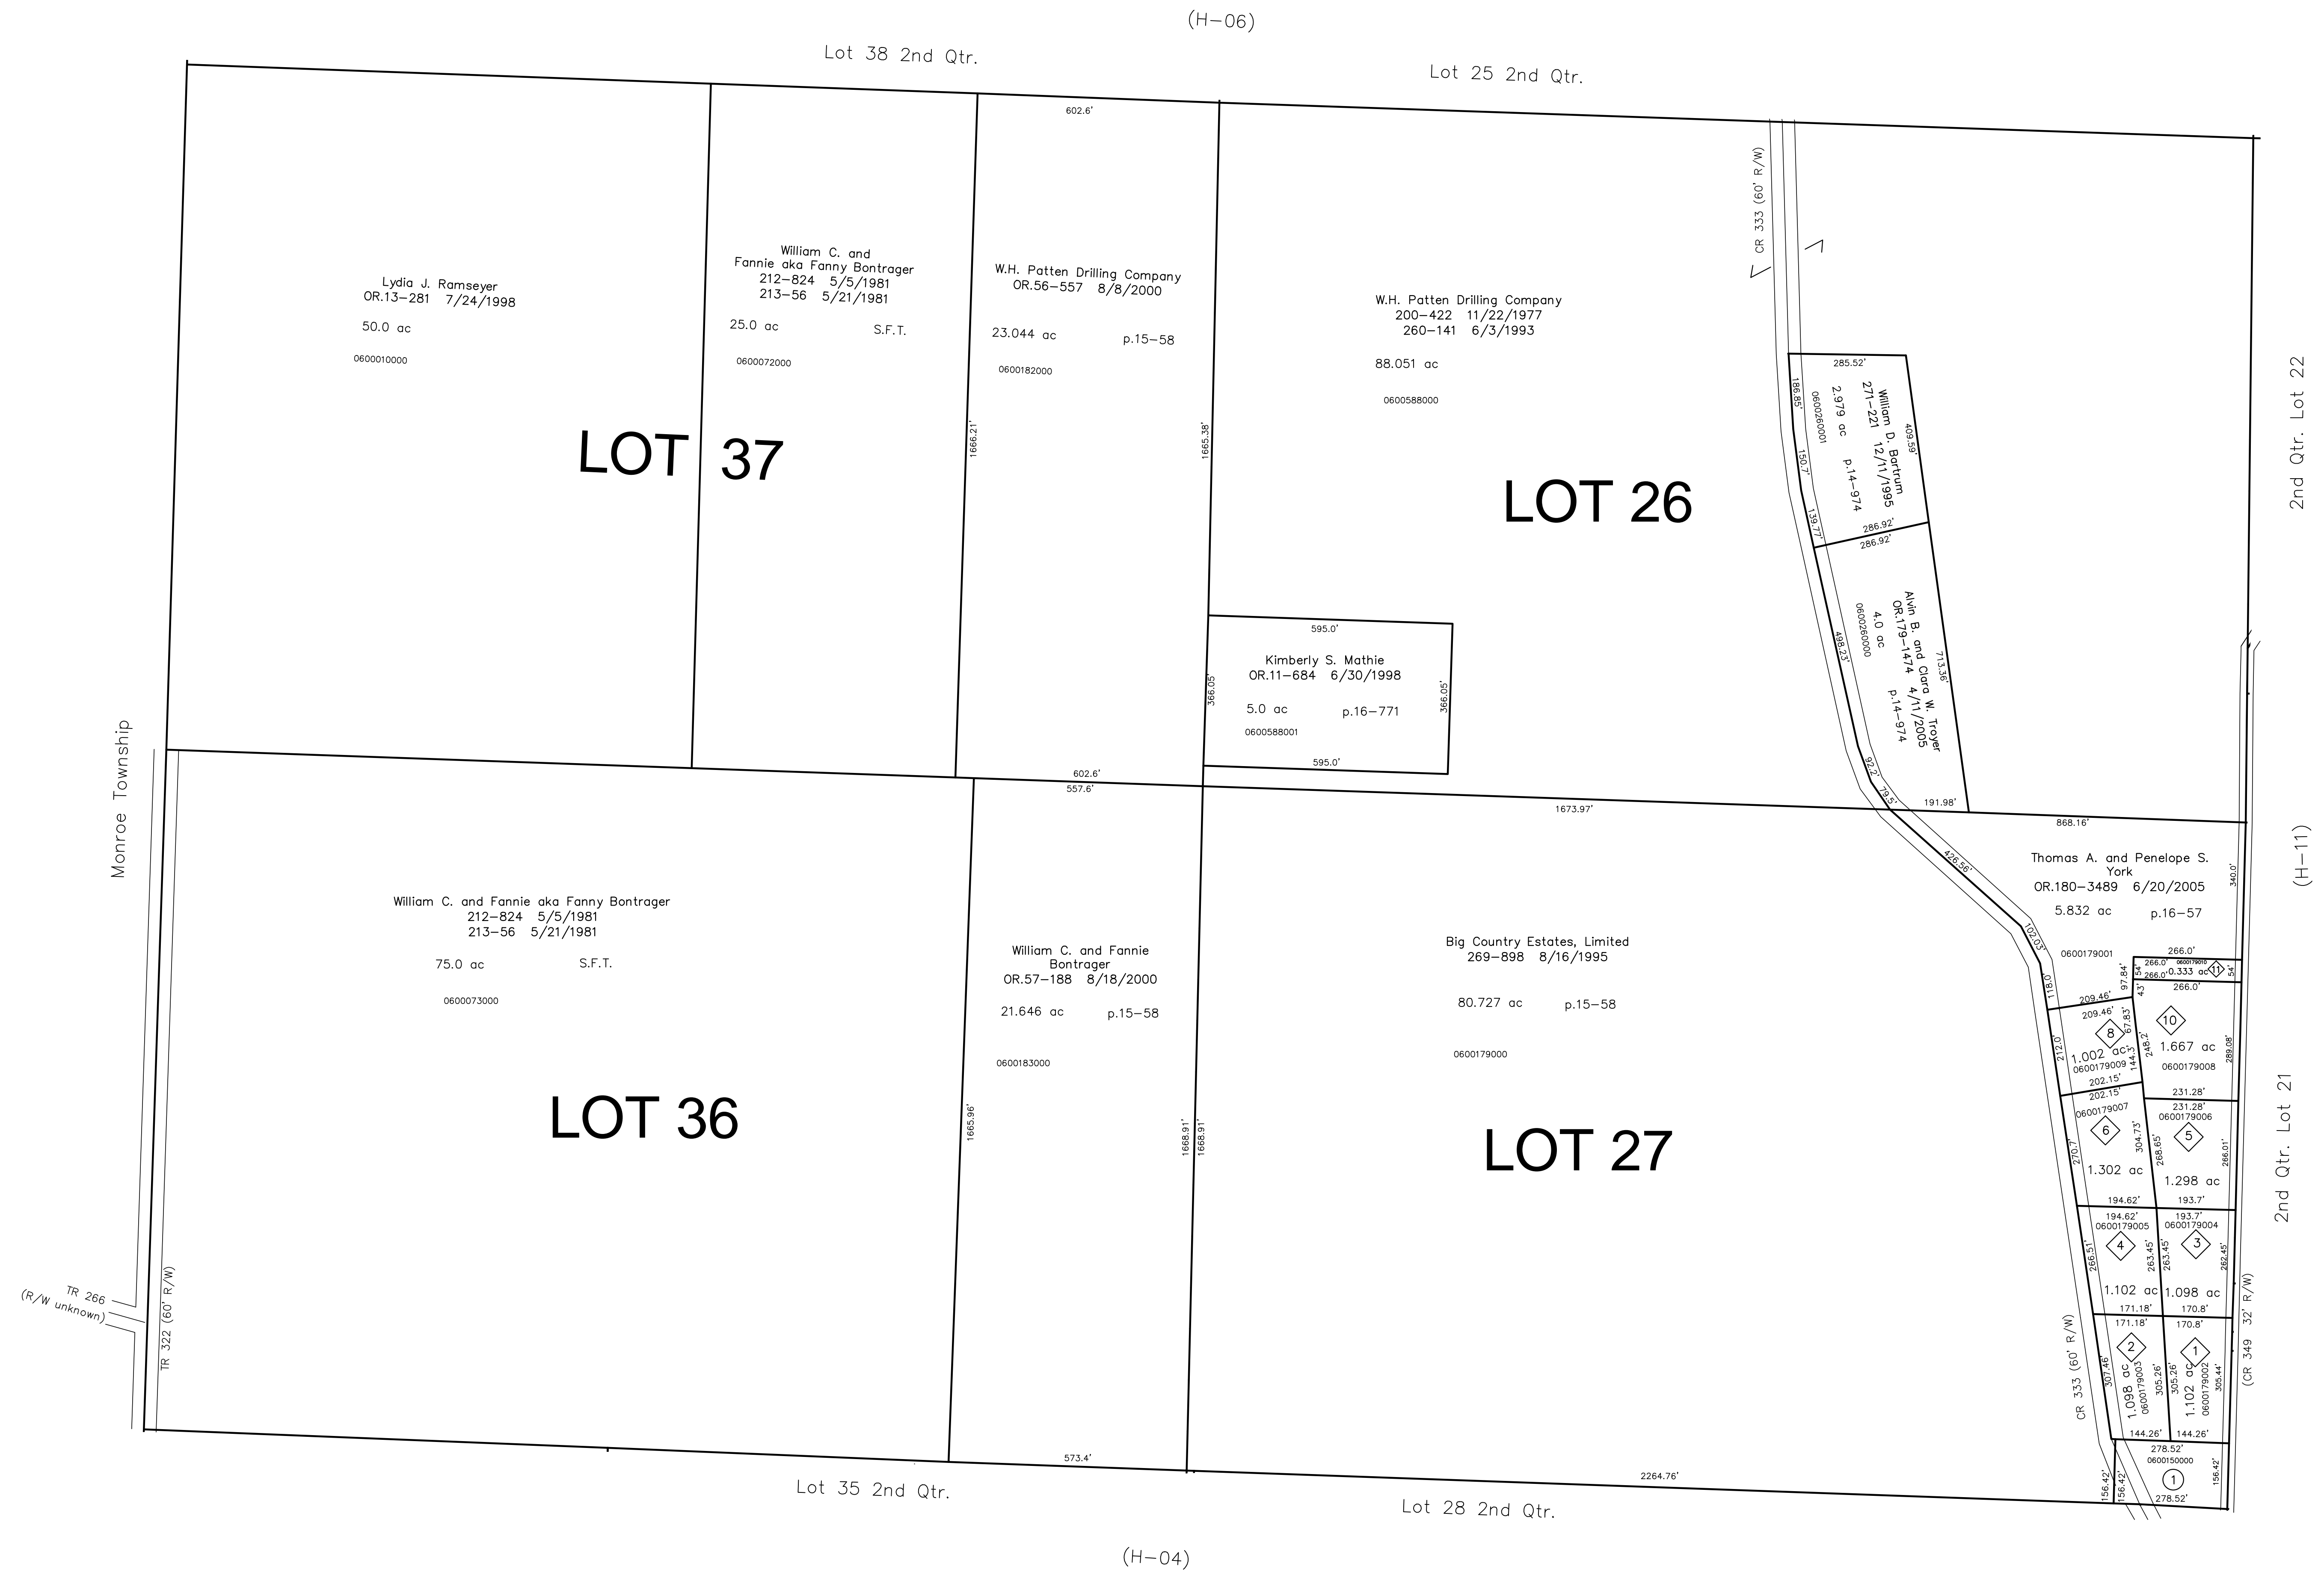 (H-06)
Lot 38 2nd Qtr.
Lot 25 2nd Qtr.
602.6'
CR 333 (60' R/W)
Lydia J. Ramseyer
OR.13-281 7/24/1998
50.0 ac
0600010000
William C. and
Fannie aka Fanny Bontrager
212-824 5/5/1981
213-56 5/21/1981
25.0 ac S.F.T.
0600072000
W.H. Patten Drilling Company
OR.56-557 8/8/2000
23.044 ac p.15-58
0600182000
1666.21'
1665.38'
W.H. Patten Drilling Company
200-422 11/22/1977
260-141 6/3/1993
88.051 ac
0600588000
LOT 37
LOT 26
285.52'
186.85'
150.7'
139.77'
409.59'
William D. Bartrum
271-221 12/11/1995
2.979 ac p.14-974
0600260001
286.92'
286.92'
Alvin B. and Clara W. Troyer
OR.179-1474 4/11/2005
4.0 ac p.14-974
0600260000
498.23'
713.36'
92.2'
79.5'
191.98'
2nd Qtr. Lot 22
595.0'
Kimberly S. Mathie
OR.11-684 6/30/1998
5.0 ac p.16-771
0600588001
366.05'
366.05'
595.0'
Monroe Township
602.6'
557.6'
1673.97'
868.16'
(H-11)
William C. and Fannie aka Fanny Bontrager
212-824 5/5/1981
213-56 5/21/1981
75.0 ac S.F.T.
0600073000
William C. and Fannie
Bontrager
OR.57-188 8/18/2000
21.646 ac p.15-58
0600183000
1665.96'
1668.91'
1668.91'
Big Country Estates, Limited
269-898 8/16/1995
80.727 ac p.15-58
0600179000
LOT 36
LOT 27
426.56'
102.03'
118.0'
Thomas A. and Penelope S.
York
OR.180-3489 6/20/2005
5.832 ac p.16-57
0600179001
340.0'
266.0'
266.0' 0600179010
266.0' 0.333 ac 11
54'
54'
97.84'
43'
266.0'
209.46'
209.46'
8
67.83'
1.002 ac
0600179009
144.3'
212.0'
202.15'
10
1.667 ac
0600179008
248.2'
289.08'
231.28'
202.15'
0600179007
6
304.73'
1.302 ac
270.7'
194.62'
231.28'
0600179006
5
268.65'
266.01'
1.298 ac
193.7'
194.62'
0600179005
4
263.45'
1.102 ac
266.51'
171.18'
193.7'
0600179004
3
263.45'
262.45'
1.098 ac
170.8'
171.18'
2
1.098 ac
0600179003
307.46'
305.26'
144.26'
170.8'
1
1.102 ac
0600179002
305.26'
305.44'
144.26'
278.52'
0600150000
1
156.42'
156.42'
156.42'
278.52'
2nd Qtr. Lot 21
(CR 349 32' R/W)
CR 333 (60' R/W)
TR 266
(R/W unknown)
TR 322 (60' R/W)
573.4'
2264.76'
Lot 35 2nd Qtr.
Lot 28 2nd Qtr.
(H-04)